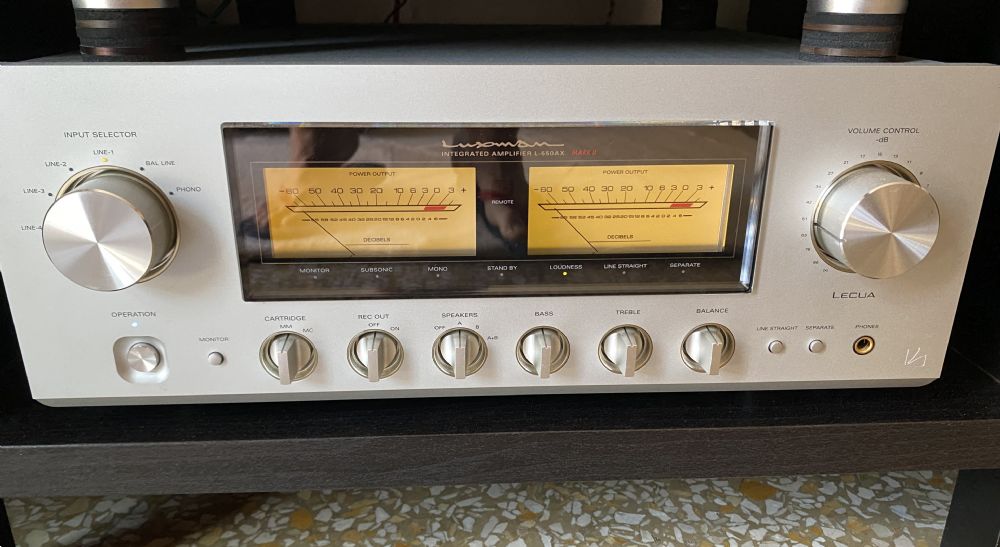 INPUT SELECTOR
LINE-1
LINE-2
BAL LINE
LINE-3
PHONO
LINE-4
OPERATION
MONITOR
LUXMAN
INTEGRATED AMPLIFIER L-550AX MARK II
POWER OUTPUT
-60 50 40 30 20 10 6 3 0 3 +
DECIBELS
REMOTE
POWER OUTPUT
-60 50 40 30 20 10 6 3 0 3 +
DECIBELS
MONITOR SUBSONIC MONO STAND BY LOUDNESS LINE STRAIGHT SEPARATE
VOLUME CONTROL
-dB
LECUA
CARTRIDGE
MM
MC
REC OUT
OFF
ON
SPEAKERS
OFF A B A+B
BASS
TREBLE
BALANCE
LINE STRAIGHT
SEPARATE
PHONES